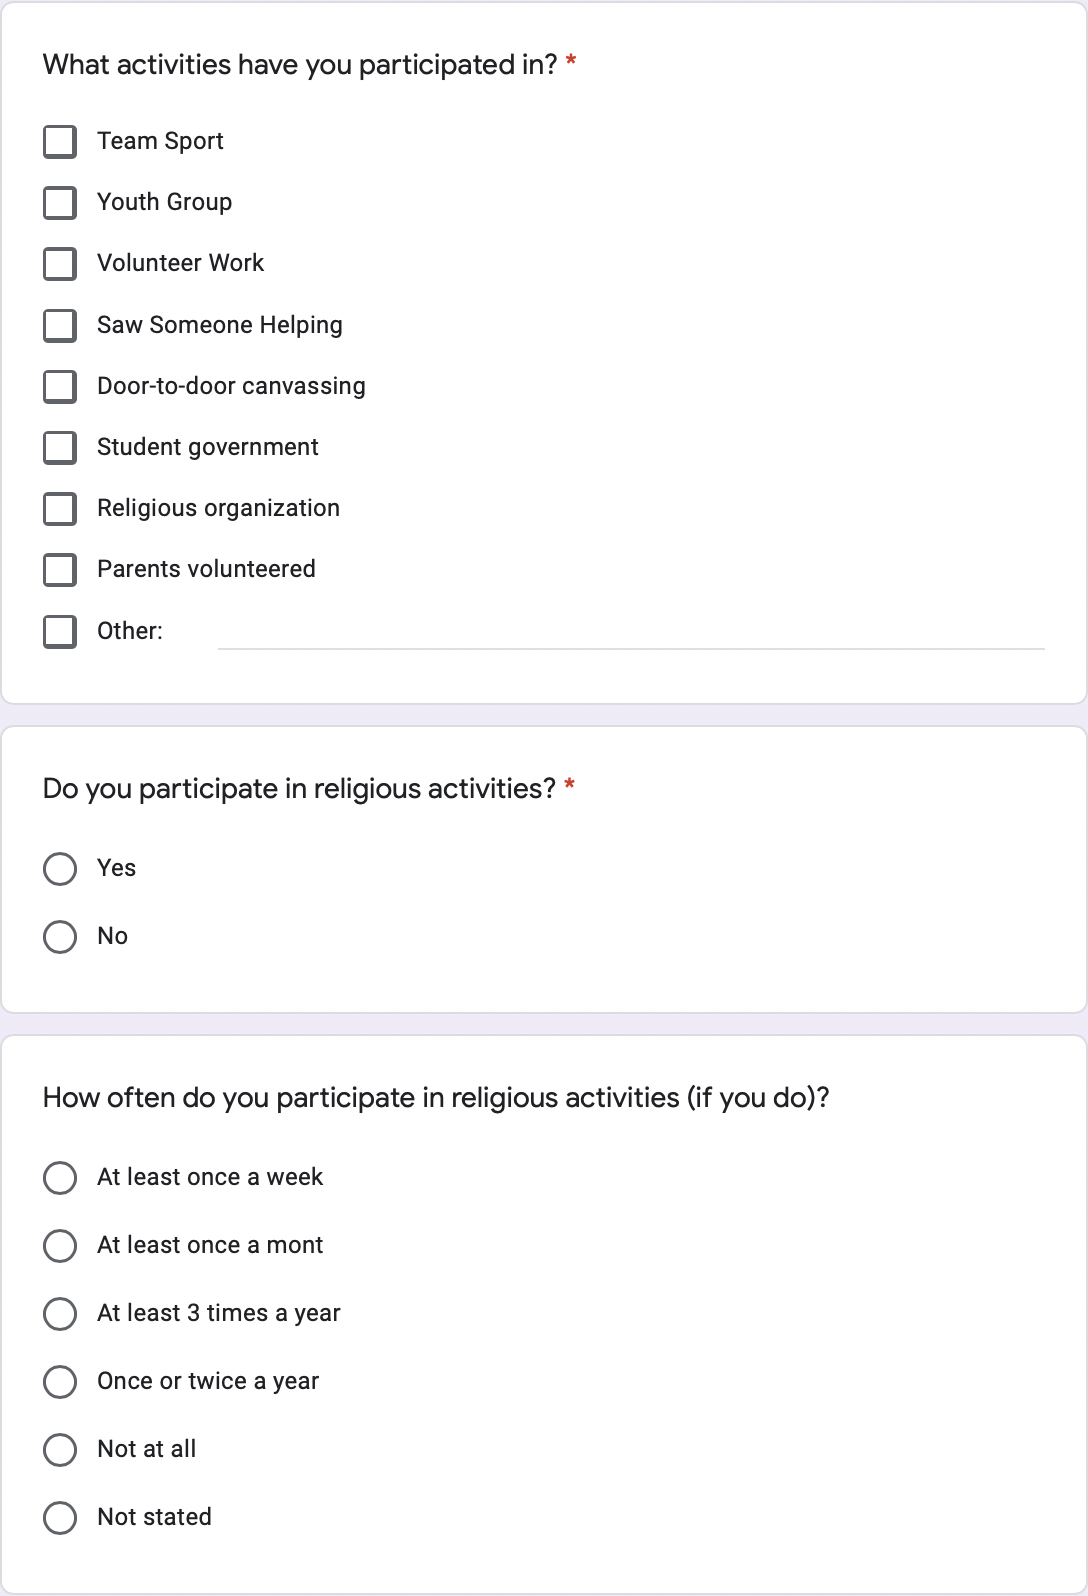 What activities have you participated in? *
Team Sport
Youth Group
Volunteer Work
Saw Someone Helping
Door-to-door canvassing
Student government
Religious organization
Parents volunteered
Other:
Do you participate in religious activities? *
Yes
No
How often do you participate in religious activities (if you do)?
At least once a week
At least once a mont
At least 3 times a year
Once or twice a year
Not at all
Not stated